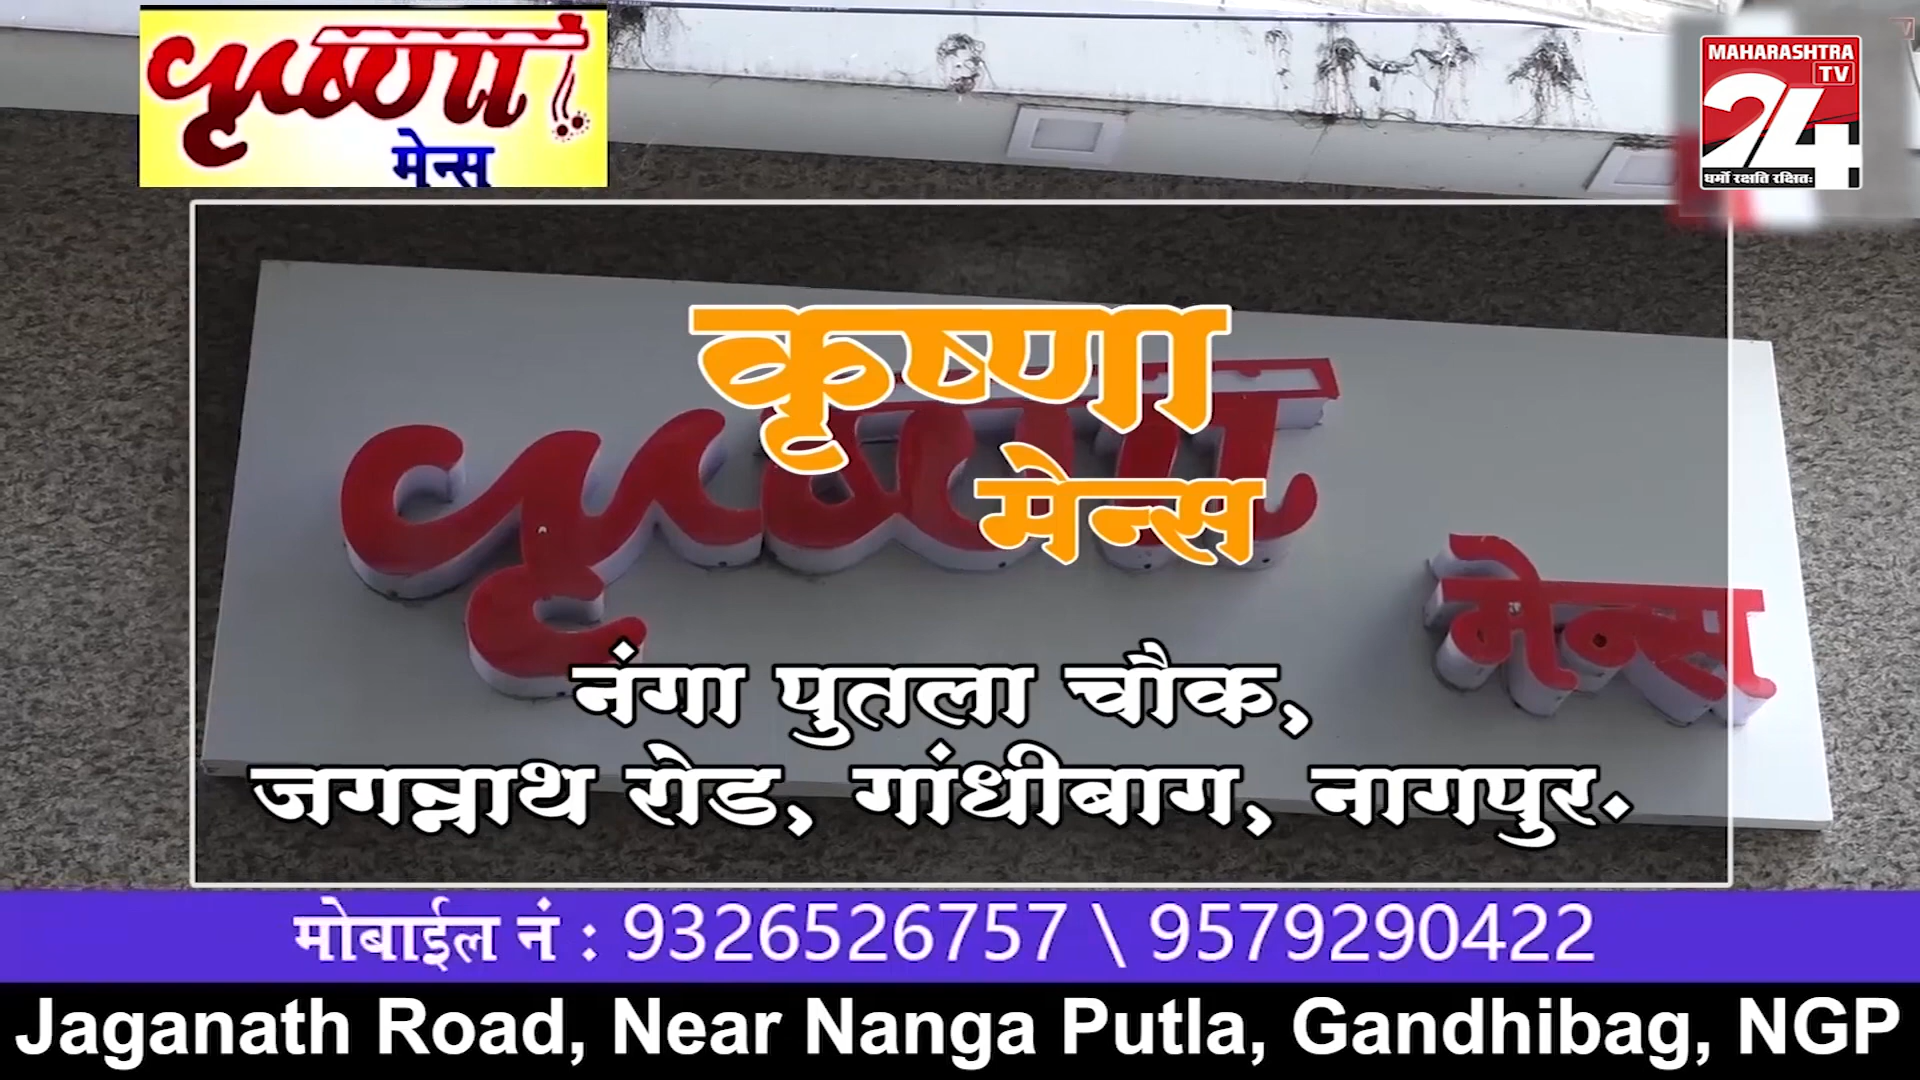 कृष्णा
मेन्स
MAHARASHTRA
TV
24
धर्मो रक्षति रक्षितः
कृष्णा
मेन्स
कृष्णा
मेन्स
नंगा पुतला चौक,
जगन्नाथ रोड, गांधीबाग, नागपुर.
मोबाईल नं : 9326526757 \ 9579290422
Jaganath Road, Near Nanga Putla, Gandhibag, NGP